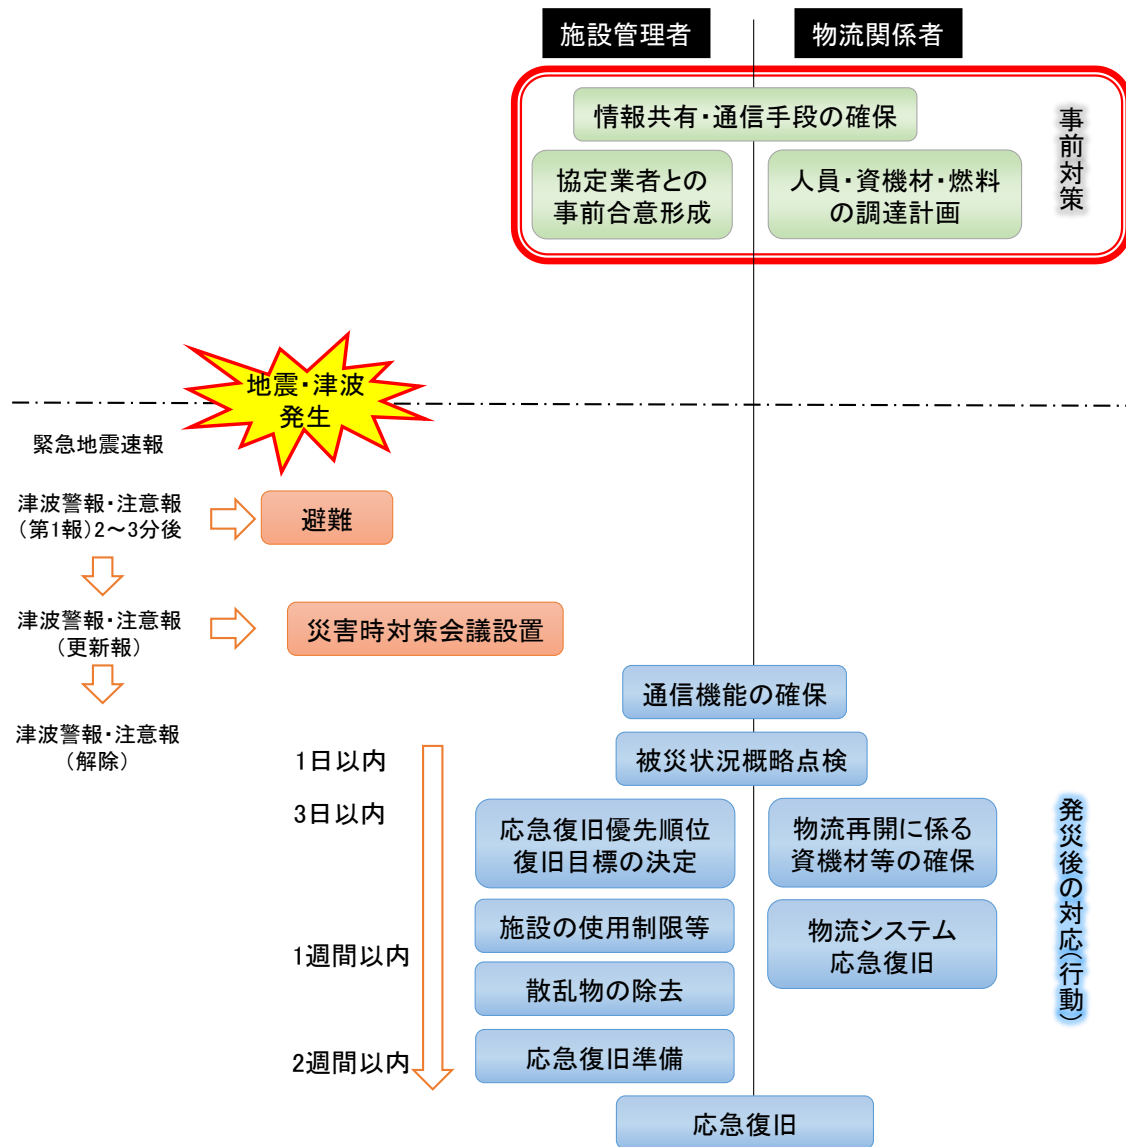 施設管理者
物流関係者
情報共有・通信手段の確保
協定業者との
事前合意形成
人員・資機材・燃料
の調達計画
事前対策
地震・津波
発生
緊急地震速報
津波警報・注意報
(第1報)2～3分後
避難
津波警報・注意報
(更新報)
災害時対策会議設置
津波警報・注意報
(解除)
通信機能の確保
1日以内
被災状況概略点検
3日以内
応急復旧優先順位
復旧目標の決定
物流再開に係る
資機材等の確保
施設の使用制限等
物流システム
応急復旧
1週間以内
散乱物の除去
2週間以内
応急復旧準備
応急復旧
発災後の対応(行動)